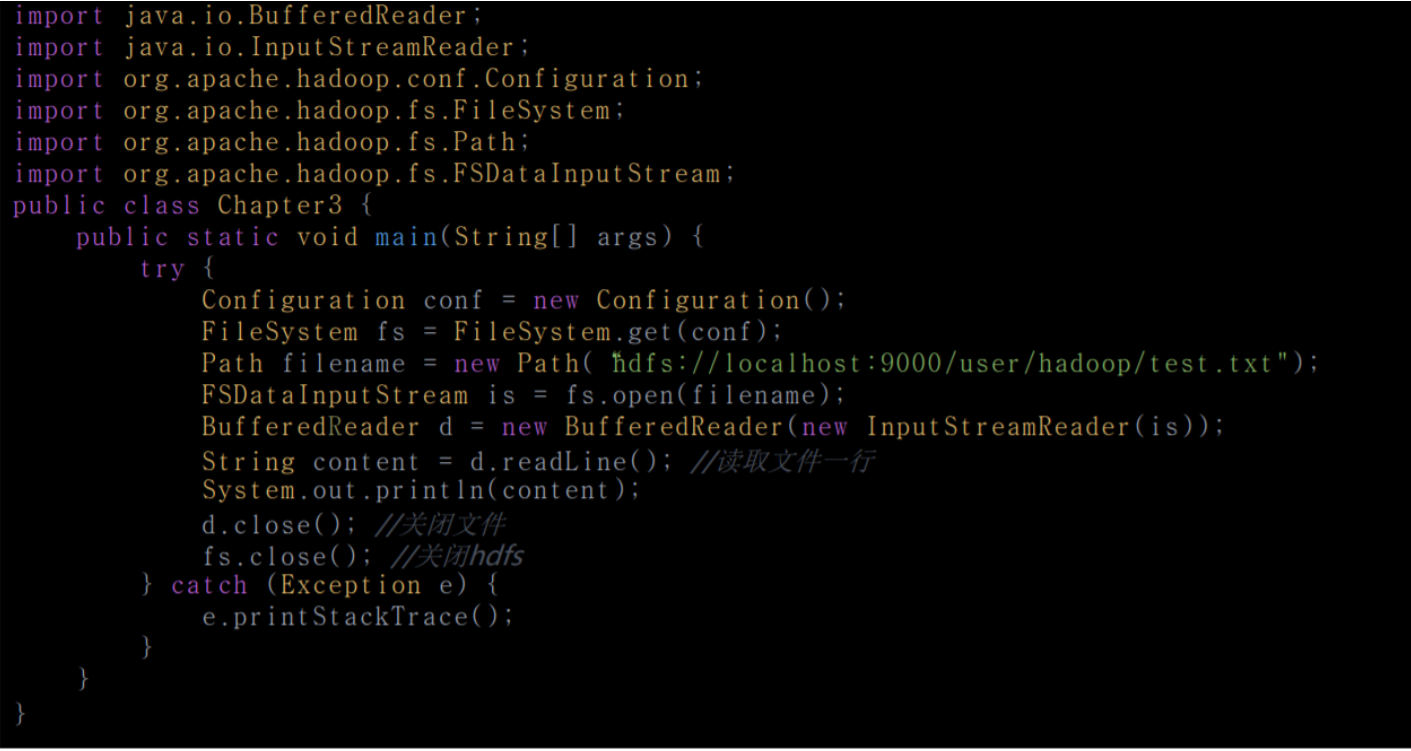 import java.io.BufferedReader;
import java.io.InputStreamReader;
import org.apache.hadoop.conf.Configuration;
import org.apache.hadoop.fs.FileSystem;
import org.apache.hadoop.fs.Path;
import org.apache.hadoop.fs.FSDataInputStream;
public class Chapter3 {
    public static void main(String[] args) {
        try {
            Configuration conf = new Configuration();
            FileSystem fs = FileSystem.get(conf);
            Path filename = new Path( "hdfs://localhost:9000/user/hadoop/test.txt");
            FSDataInputStream is = fs.open(filename);
            BufferedReader d = new BufferedReader(new InputStreamReader(is));
            String content = d.readLine(); //读取文件一行
            System.out.println(content);
            d.close(); //关闭文件
            fs.close(); //关闭hdfs
        } catch (Exception e) {
            e.printStackTrace();
        }
    }
}